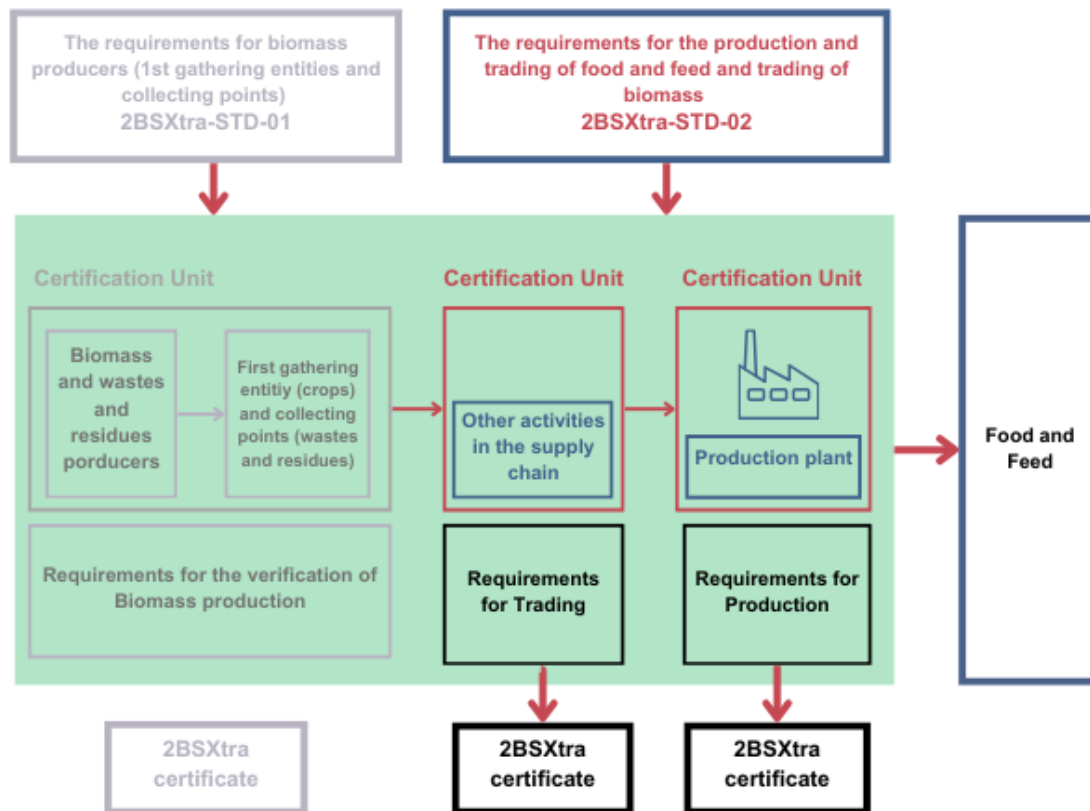 The requirements for biomass
producers (1st gathering entities and
collecting points)
2BSXtra-STD-01
The requirements for the production and
trading of food and feed and trading of
biomass
2BSXtra-STD-02
Certification Unit
Certification Unit
Certification Unit
Biomass
and wastes
and
residues
porducers
First gathering
entitiy (crops)
and collecting
points (wastes
and residues)
Other activities
in the supply
chain
Production plant
Food and
Feed
Requirements for the verification of
Biomass production
Requirements
for Trading
Requirements for
Production
2BSXtra
certificate
2BSXtra
certificate
2BSXtra
certificate